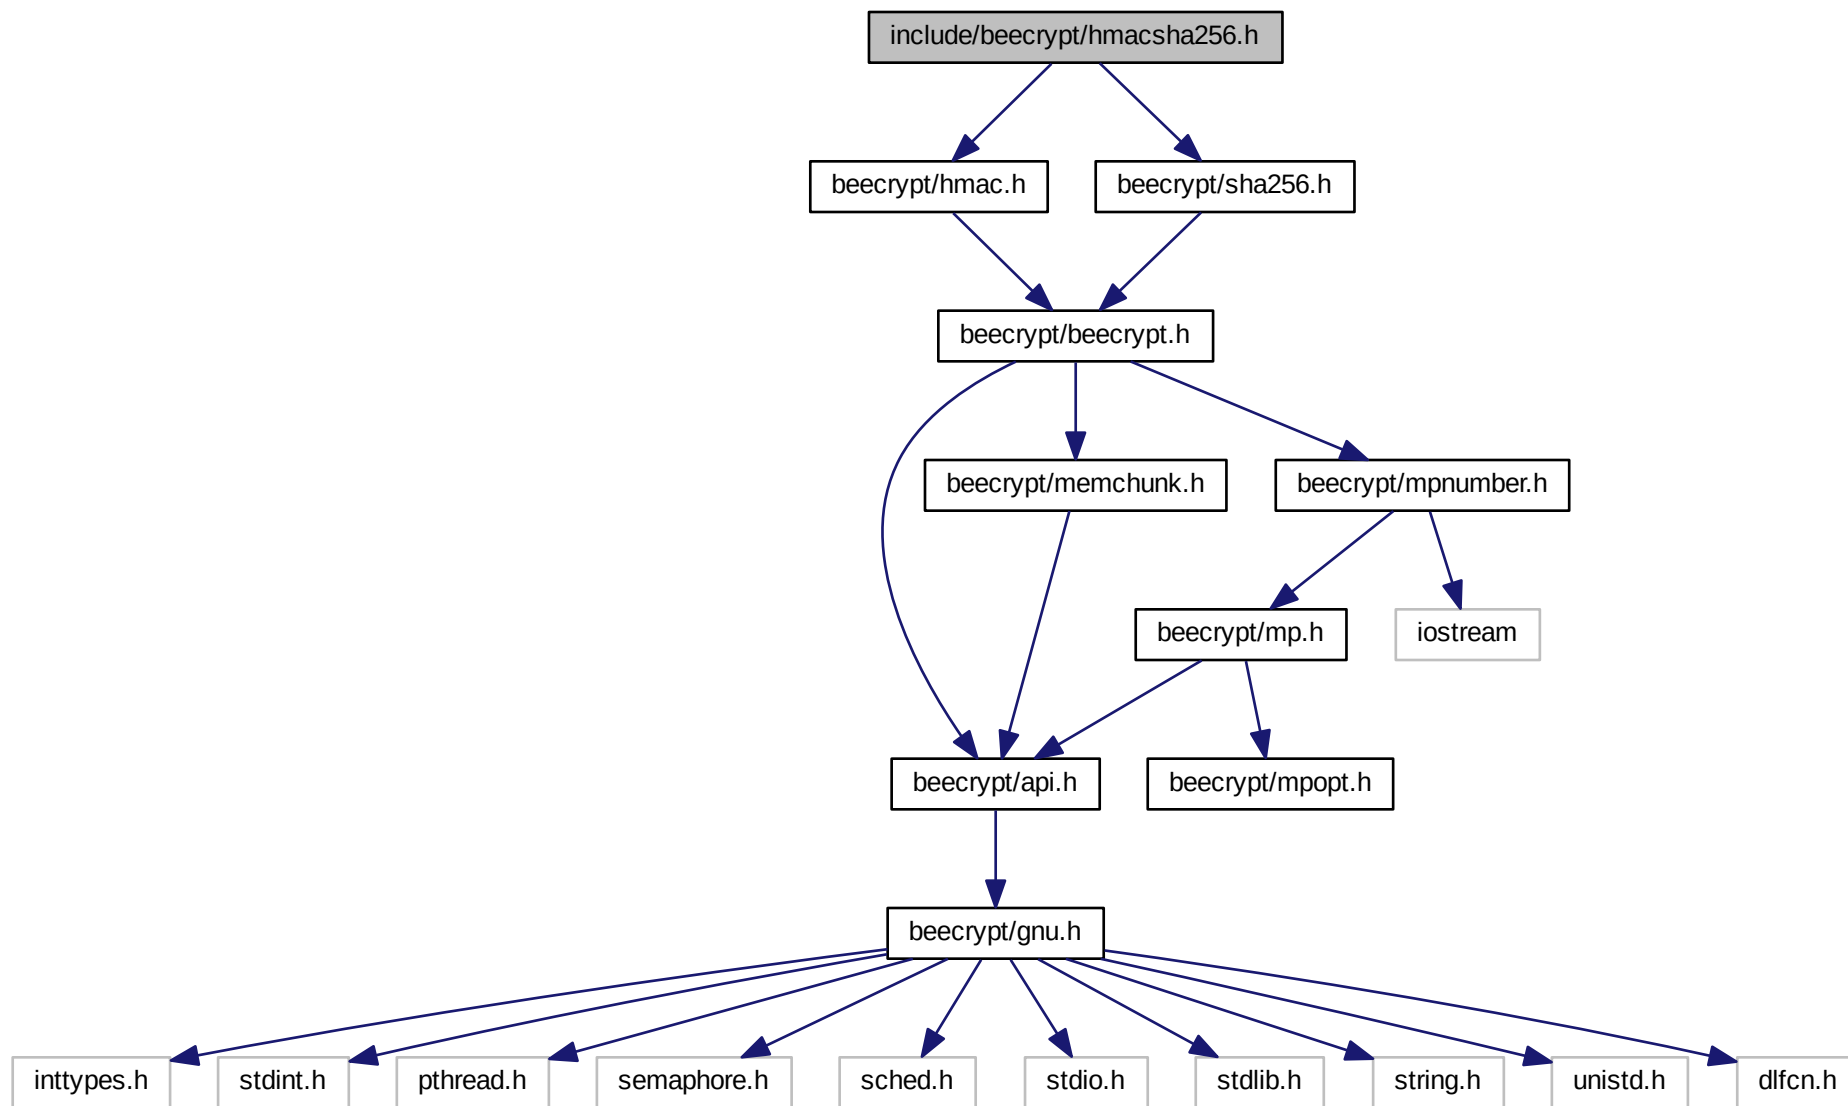 include/beecrypt/hmacsha256.h
beecrypt/hmac.h
beecrypt/sha256.h
beecrypt/beecrypt.h
beecrypt/memchunk.h
beecrypt/mpnumber.h
beecrypt/mp.h
iostream
beecrypt/api.h
beecrypt/mpopt.h
beecrypt/gnu.h
inttypes.h
stdint.h
pthread.h
semaphore.h
sched.h
stdio.h
stdlib.h
string.h
unistd.h
dlfcn.h